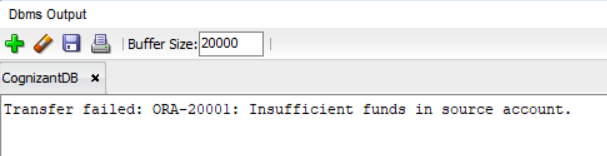 Dbms Output
Buffer Size: 20000
CognizantDB
Transfer failed: ORA-20001: Insufficient funds in source account.